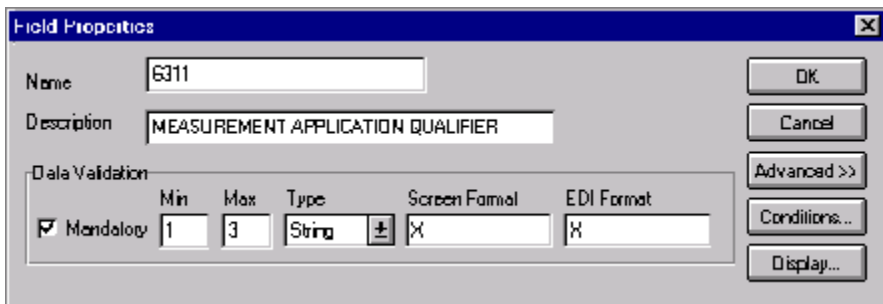 Field Properties
Name 6311
OK
Description MEASUREMENT APPLICATION QUALIFIER
Cancel
Data Validation
Advanced >>
Min Max Type Screen Format EDI Format
Mandatory 1 3 String X X
Conditions...
Display...